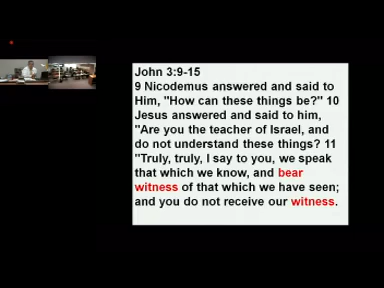 John 3:9-15
9 Nicodemus answered and said to
Him, "How can these things be?" 10
Jesus answered and said to him,
"Are you the teacher of Israel, and
do not understand these things? 11
"Truly, truly, I say to you, we speak
that which we know, and bear
witness of that which we have seen;
and you do not receive our witness.